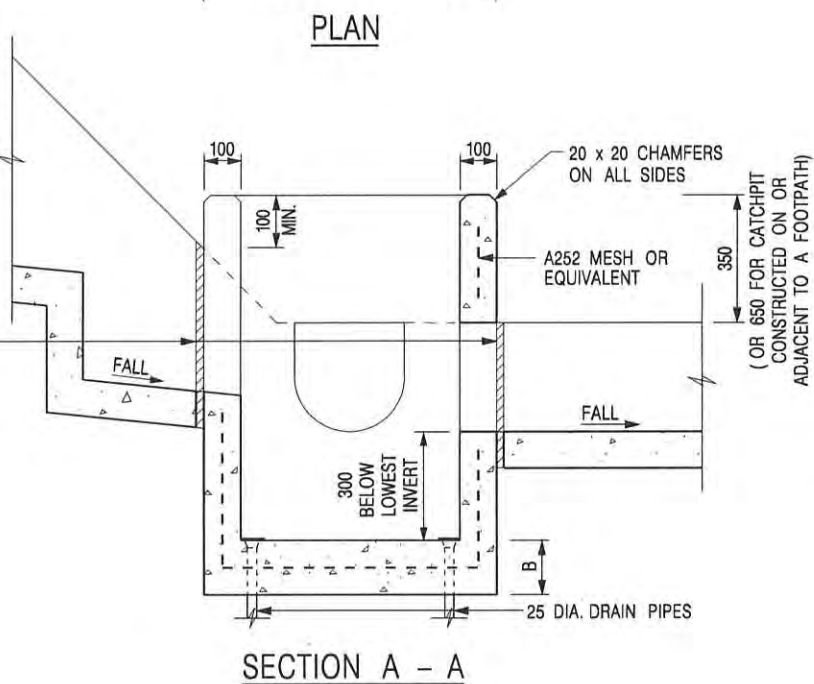 PLAN
100
100
20 x 20 CHAMFERS
ON ALL SIDES
100
MIN.
A252 MESH OR
EQUIVALENT
350
( OR 650 FOR CATCHPIT
CONSTRUCTED ON OR
ADJACENT TO A FOOTPATH)
FALL
FALL
300
BELOW
LOWEST
INVERT
B
25 DIA. DRAIN PIPES
SECTION A - A